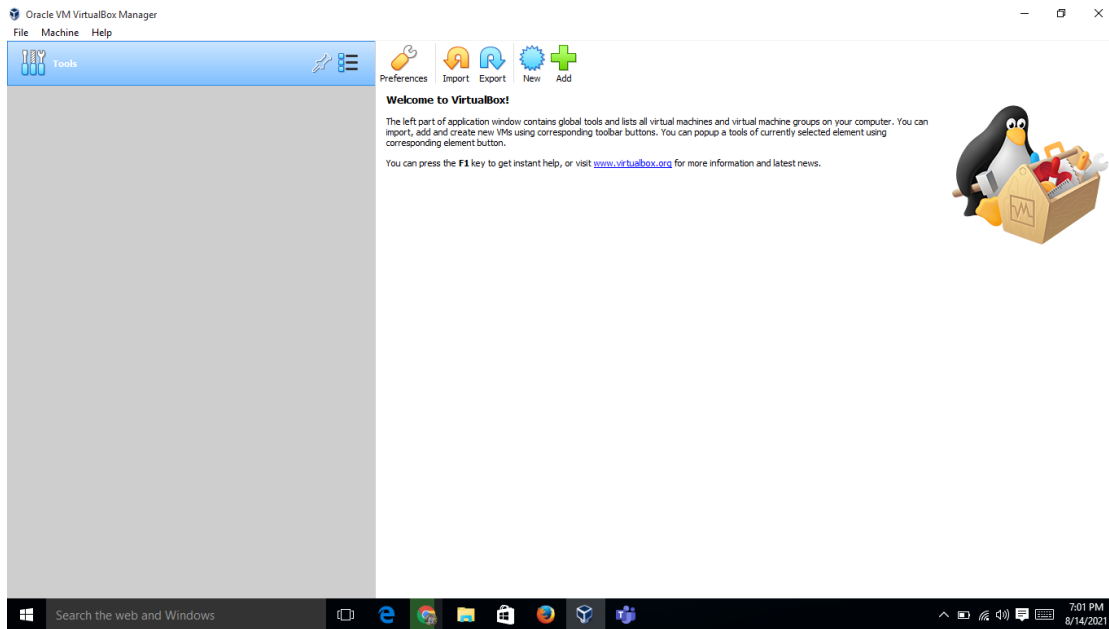 Oracle VM VirtualBox Manager
File Machine Help
Tools
Preferences Import Export New Add
Welcome to VirtualBox!
The left part of application window contains global tools and lists all virtual machines and virtual machine groups on your computer. You can
import, add and create new VMs using corresponding toolbar buttons. You can popup a tools of currently selected element using
corresponding element button.
You can press the F1 key to get instant help, or visit www.virtualbox.org for more information and latest news.
Search the web and Windows
7:01 PM
8/14/2021